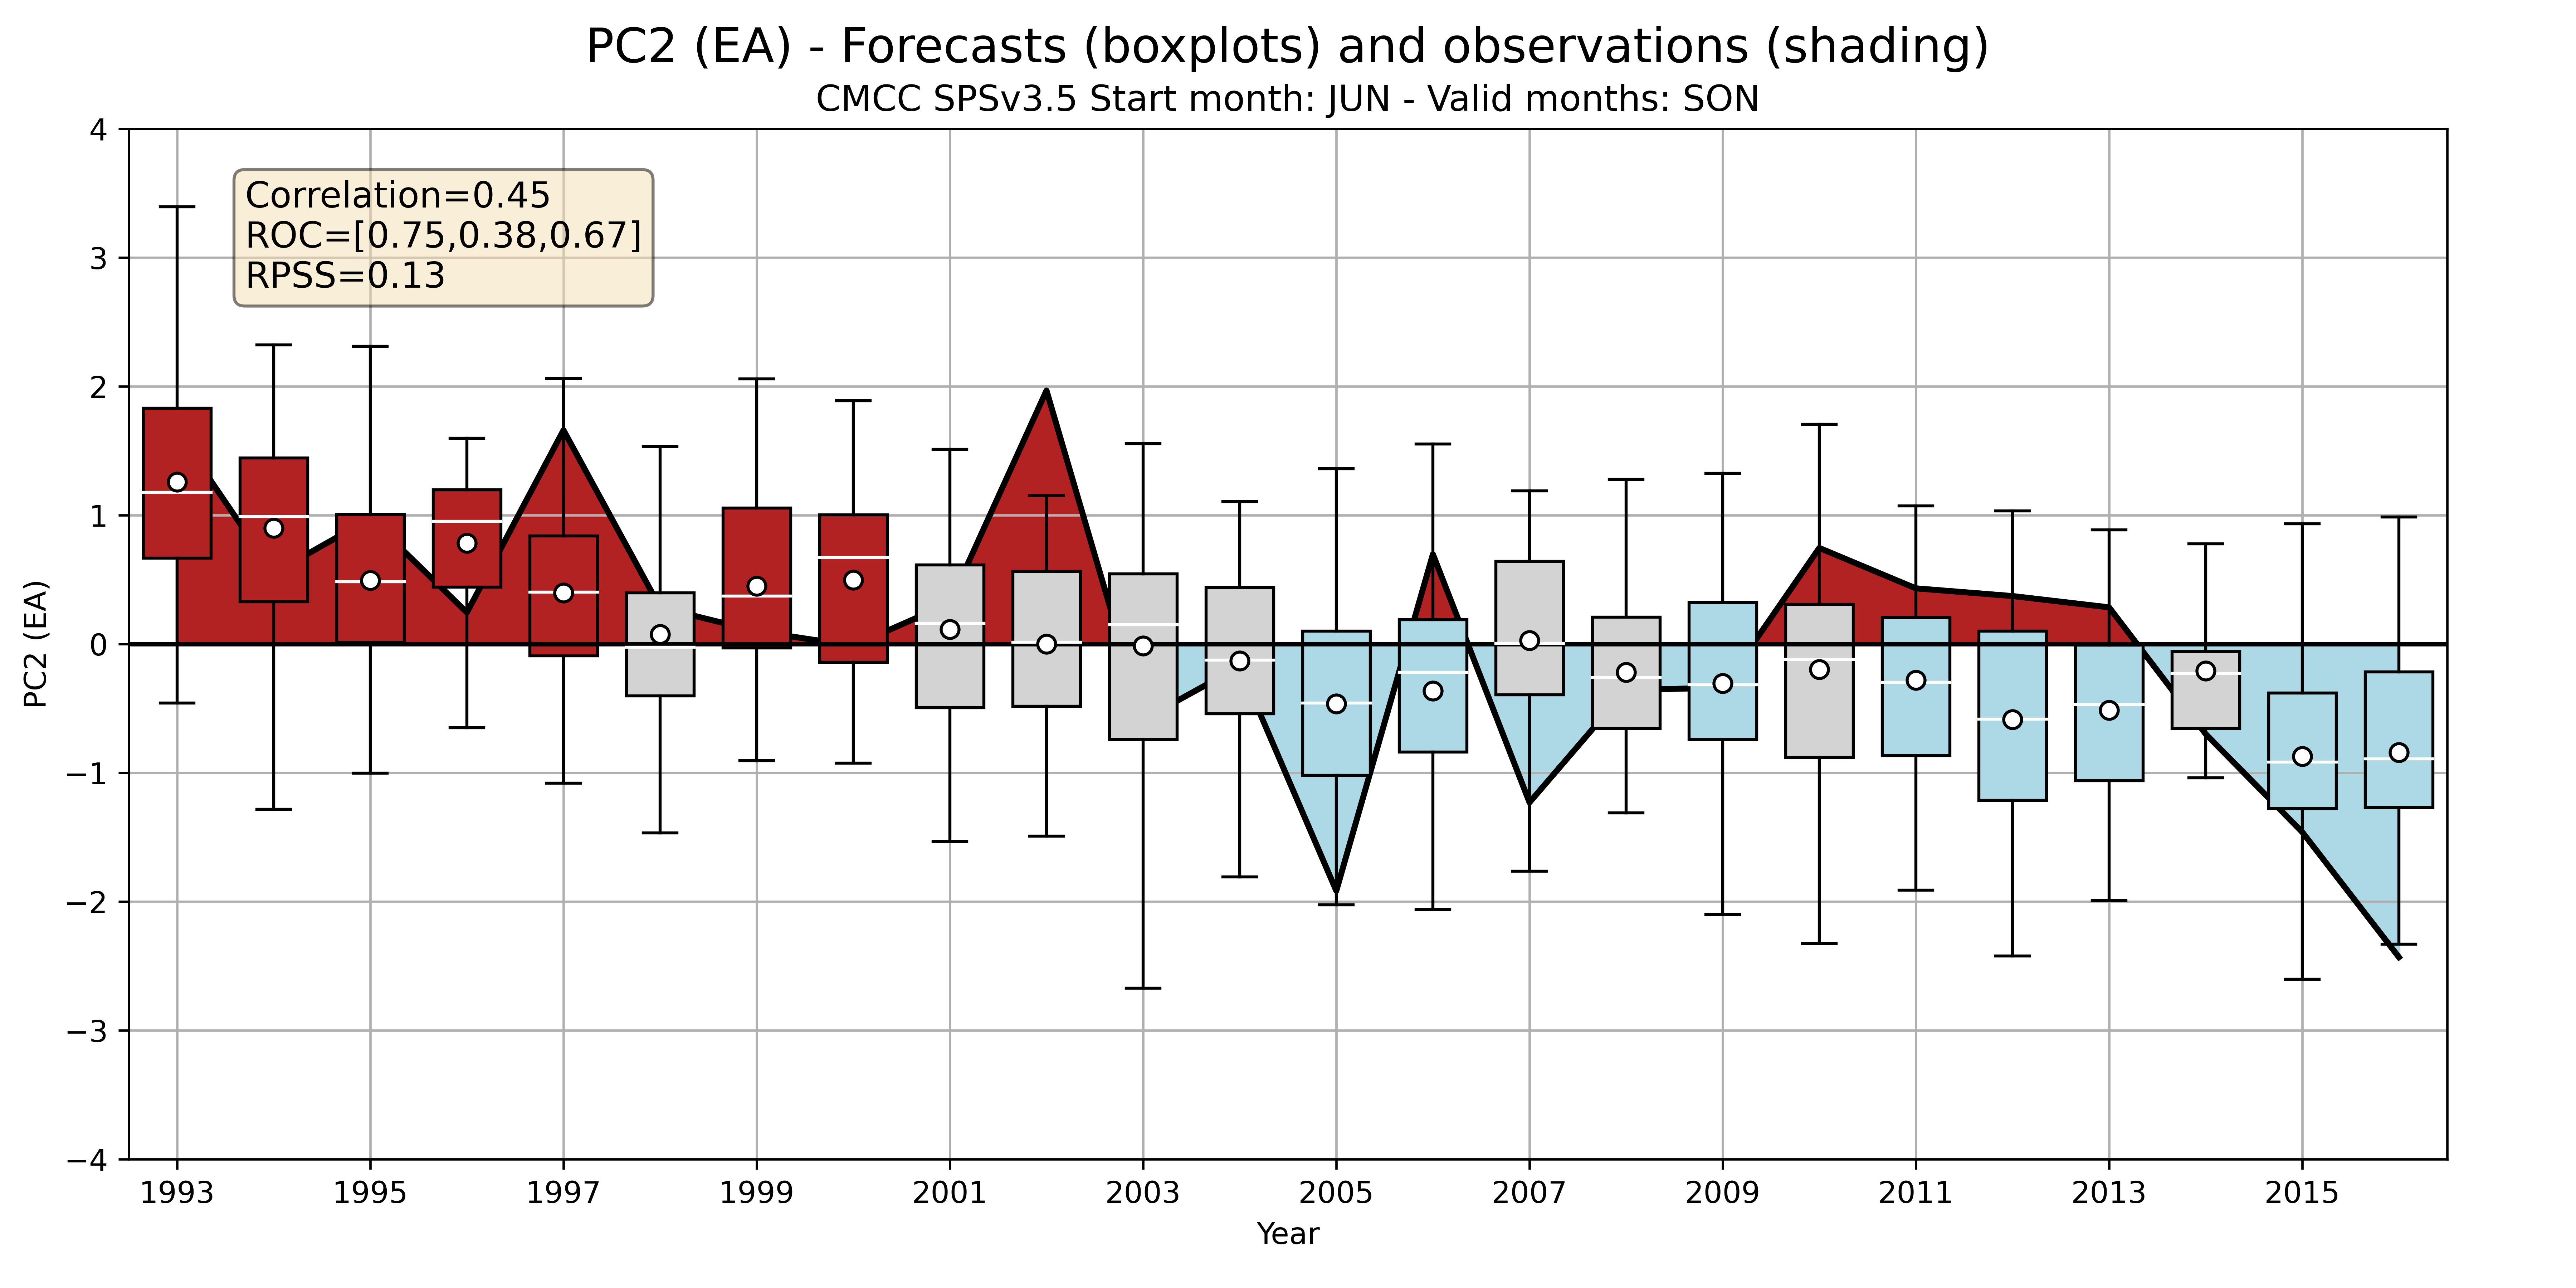 PC2 (EA) - Forecasts (boxplots) and observations (shading)
CMCC SPSv3.5 Start month: JUN - Valid months: SON
Correlation=0.45
ROC=[0.75,0.38,0.67]
RPSS=0.13
PC2 (EA)
4
3
2
1
0
−1
−2
−3
−4
1993 1995 1997 1999 2001 2003 2005 2007 2009 2011 2013 2015
Year